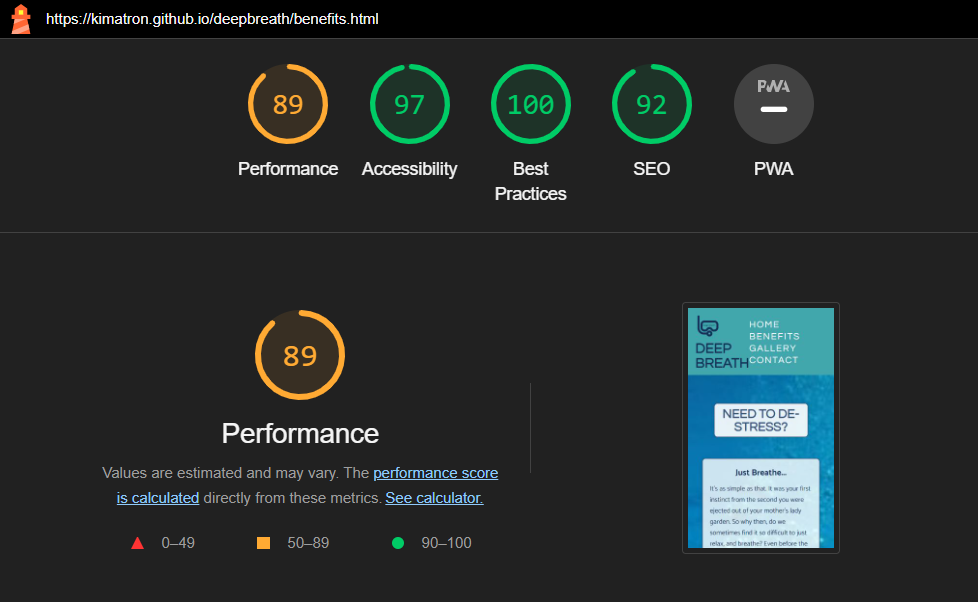 https://kimatron.github.io/deepbreath/benefits.html
89
97
100
92
PWA
Performance
Accessibility
Best
Practices
SEO
PWA
89
Performance
Values are estimated and may vary. The performance score
is calculated directly from these metrics. See calculator.
0–49
50–89
90–100
DEEP
BREATH
HOME
BENEFITS
GALLERY
CONTACT
NEED TO DE-
STRESS?
Just Breathe...
It's as simple as that. It was your first
instinct from the second you were
ejected out of your mother's lady
garden. So why then, do we
sometimes find it so difficult to just
relax, and breathe? Even before the